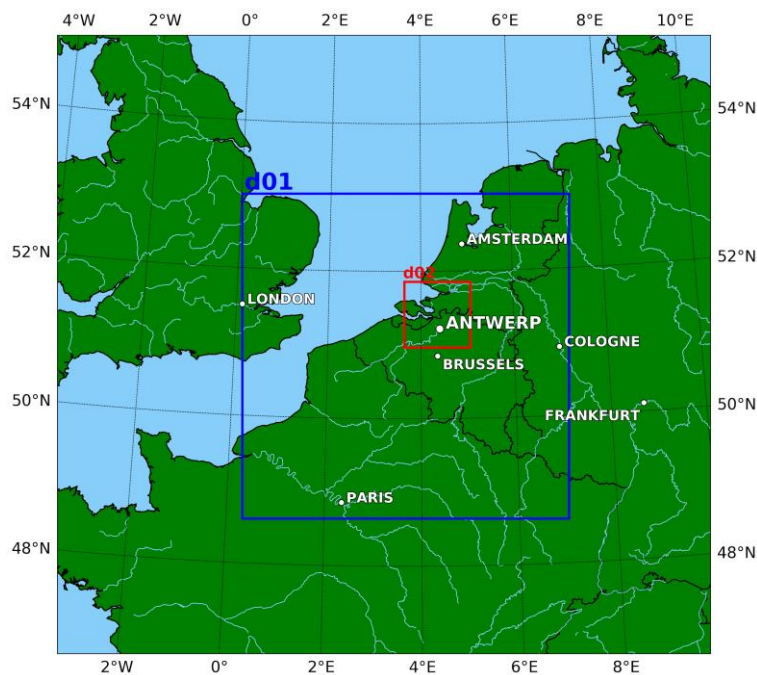 4°W 2°W 0° 2°E 4°E 6°E 8°E 10°E
54°N 54°N
d01
AMSTERDAM
52°N 52°N
d02
LONDON
ANTWERP
COLOGNE
BRUSSELS
50°N 50°N
FRANKFURT
PARIS
48°N 48°N
2°W 0° 2°E 4°E 6°E 8°E